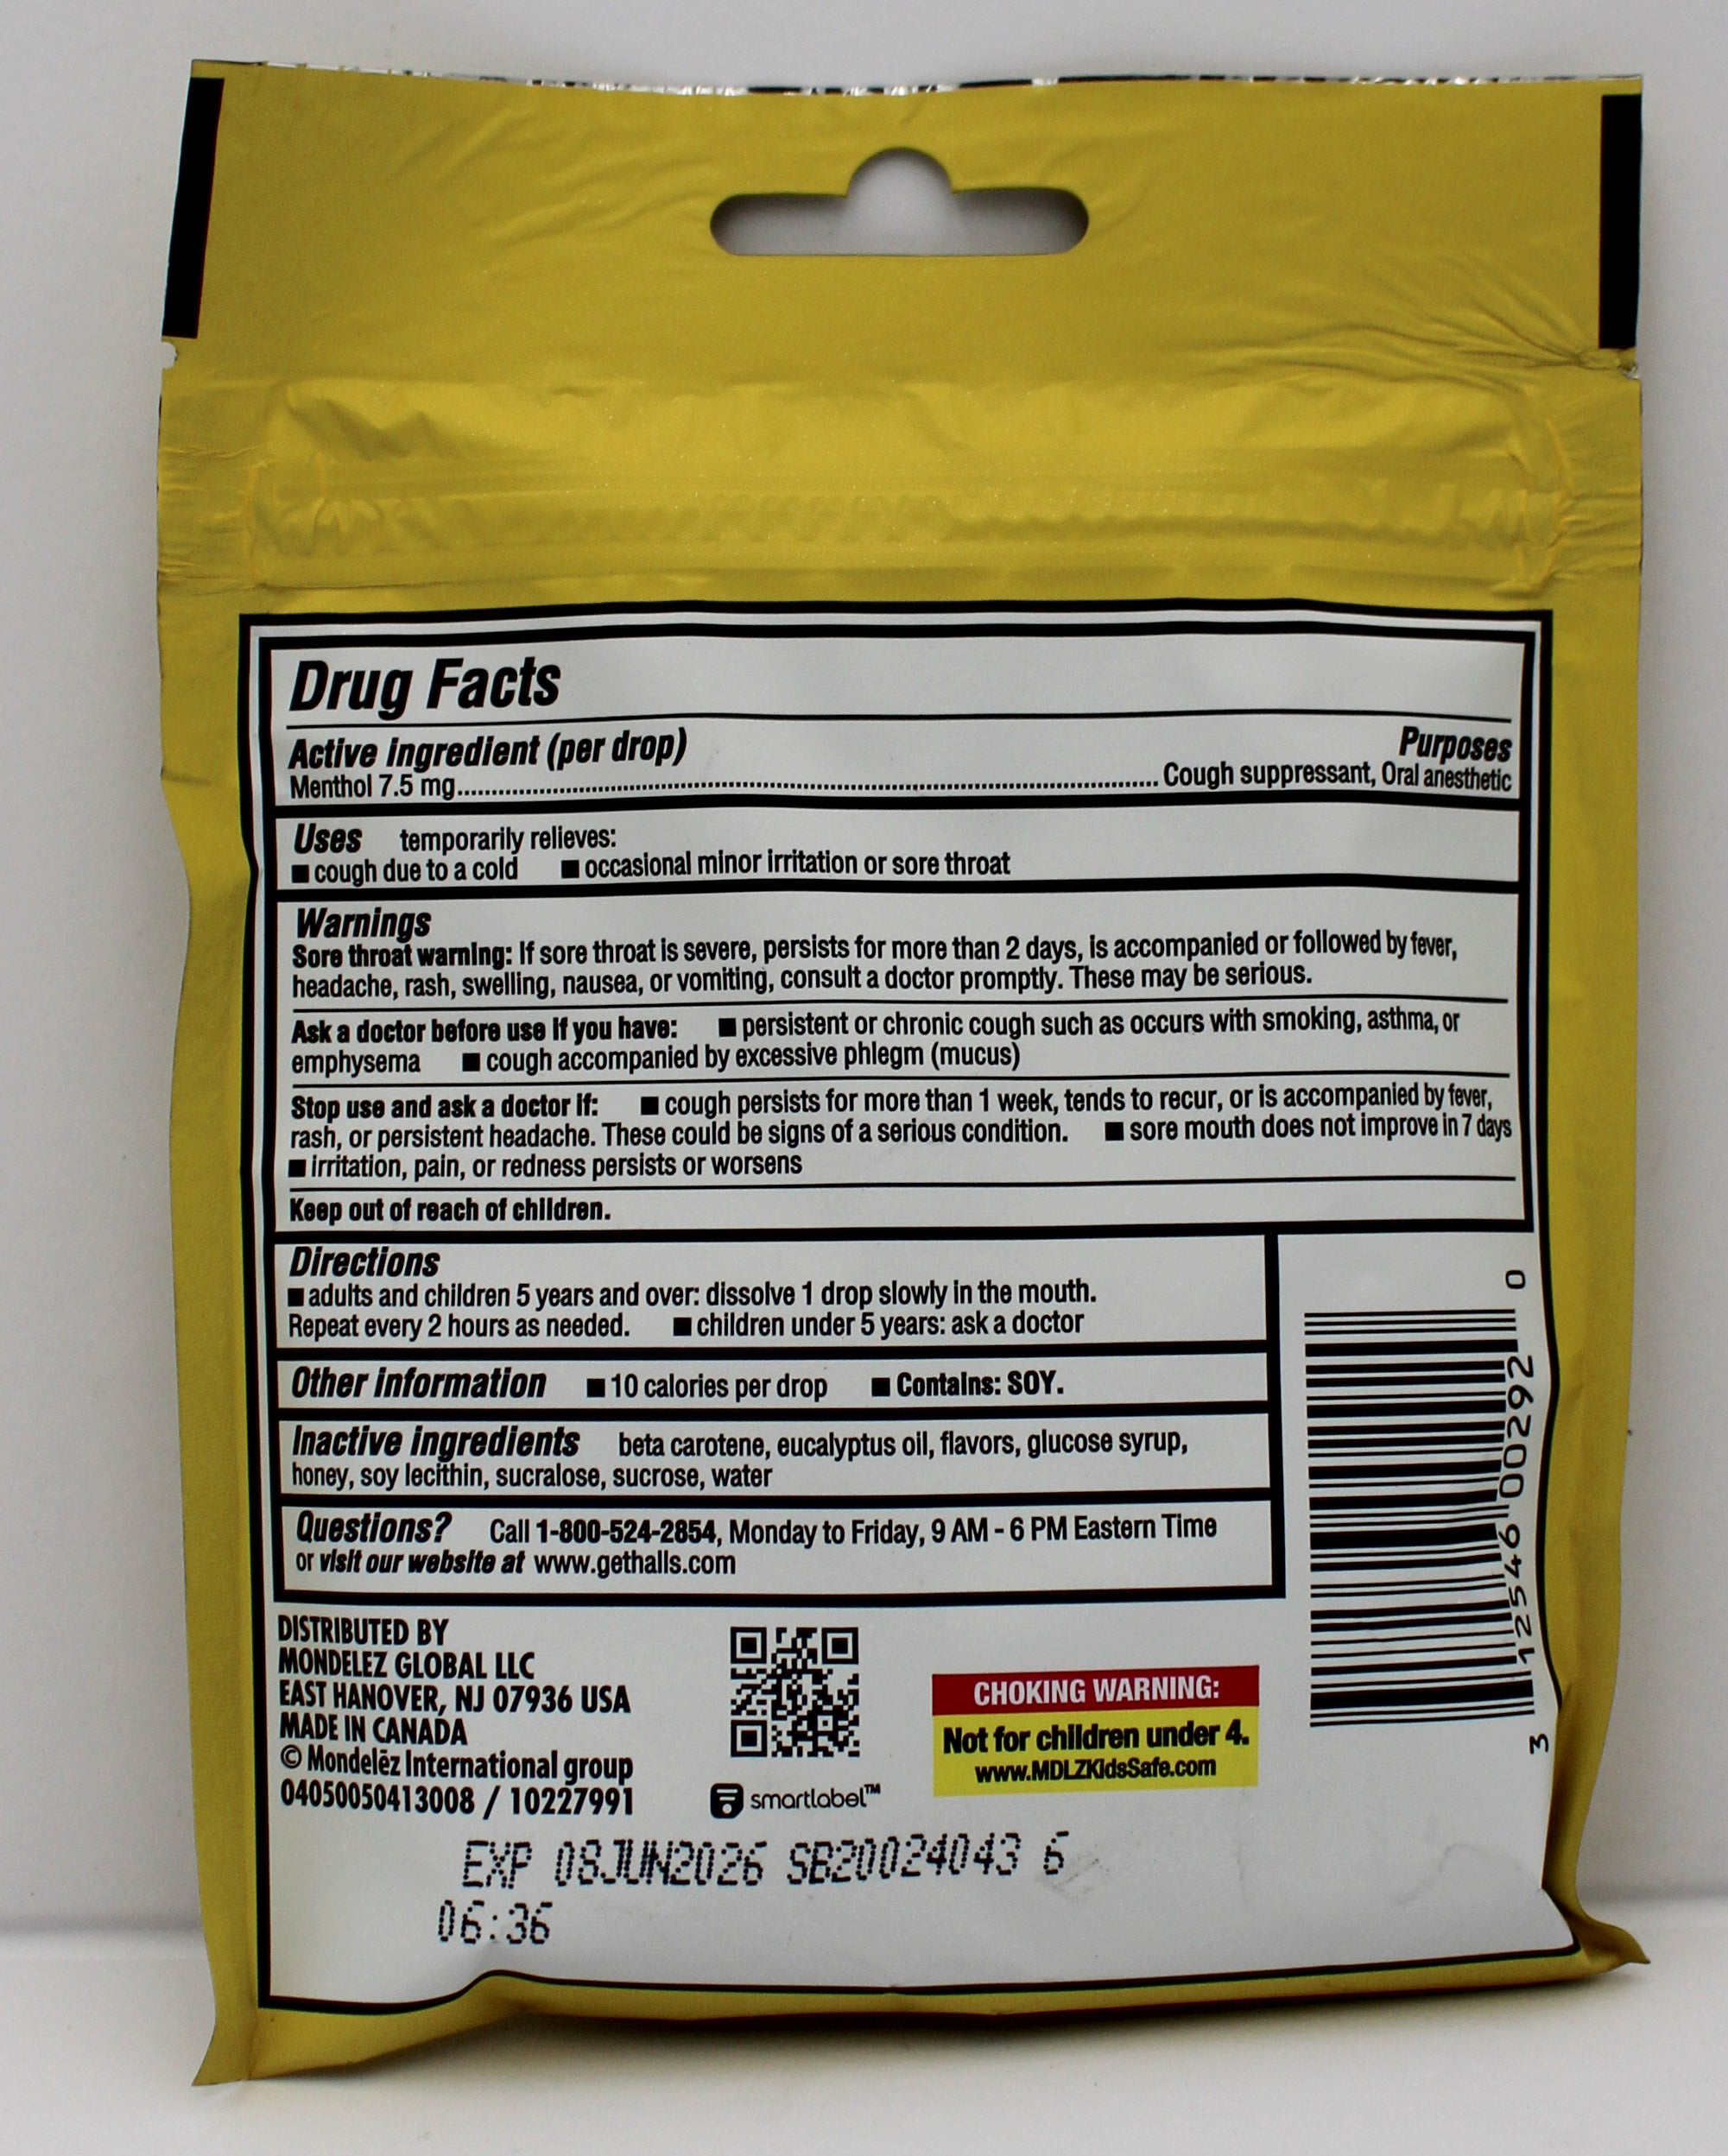 Drug Facts
Active ingredient (per drop) Purposes
Menthol 7.5 mg.......... Cough suppressant, Oral anesthetic
Uses temporarily relieves:
■ cough due to a cold ■ occasional minor irritation or sore throat
Warnings
Sore throat warning: If sore throat is severe, persists for more than 2 days, is accompanied or followed by fever,
headache, rash, swelling, nausea, or vomiting, consult a doctor promptly. These may be serious.
Ask a doctor before use if you have: ■ persistent or chronic cough such as occurs with smoking, asthma, or
emphysema ■ cough accompanied by excessive phlegm (mucus)
Stop use and ask a doctor if: ■ cough persists for more than 1 week, tends to recur, or is accompanied by fever,
rash, or persistent headache. These could be signs of a serious condition. ■ sore mouth does not improve in 7 days
■ irritation, pain, or redness persists or worsens
Keep out of reach of children.
Directions
■ adults and children 5 years and over: dissolve 1 drop slowly in the mouth.
Repeat every 2 hours as needed. ■ children under 5 years: ask a doctor
Other information ■ 10 calories per drop ■ Contains: SOY.
Inactive ingredients beta carotene, eucalyptus oil, flavors, glucose syrup,
honey, soy lecithin, sucralose, sucrose, water
Questions? Call 1-800-524-2854, Monday to Friday, 9 AM - 6 PM Eastern Time
or visit our website at www.gethalls.com
3 12546 00292 0
DISTRIBUTED BY
MONDELEZ GLOBAL LLC
EAST HANOVER, NJ 07936 USA
MADE IN CANADA
© Mondelēz International group
04050050413008 / 10227991
smartlabel™
CHOKING WARNING:
Not for children under 4.
www.MDLZKidsSafe.com
EXP 08JUN2026 SB20024043 6
06:36